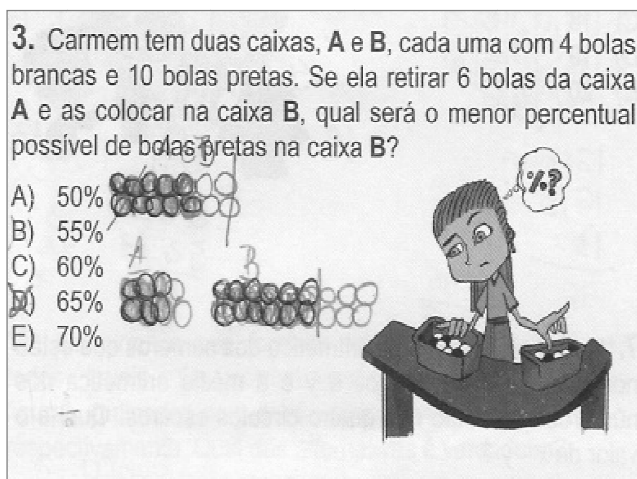 3. Carmem tem duas caixas, A e B, cada uma com 4 bolas
brancas e 10 bolas pretas. Se ela retirar 6 bolas da caixa
A e as colocar na caixa B, qual será o menor percentual
possível de bolas pretas na caixa B?
A) 50%
B) 55%
C) 60%
D) 65%
E) 70%
A B
%?